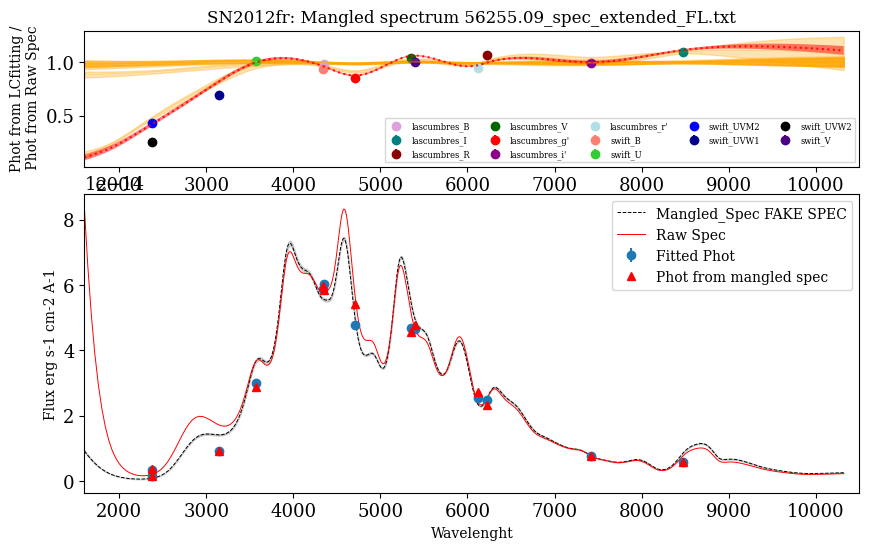 SN2012fr: Mangled spectrum 56255.09_spec_extended_FL.txt
Phot from LCfitting /
Phot from Raw Spec
1.0
0.5
lascumbres_B lascumbres_V lascumbres_r' swift_UVM2 swift_UVW2
lascumbres_I lascumbres_g' swift_B swift_UVW1 swift_V
lascumbres_R lascumbres_i' swift_U
2000 3000 4000 5000 6000 7000 8000 9000 10000
1e-14
Mangled_Spec FAKE SPEC
Raw Spec
Fitted Phot
Phot from mangled spec
Flux erg s-1 cm-2 A-1
8
6
4
2
0
2000 3000 4000 5000 6000 7000 8000 9000 10000
Wavelenght